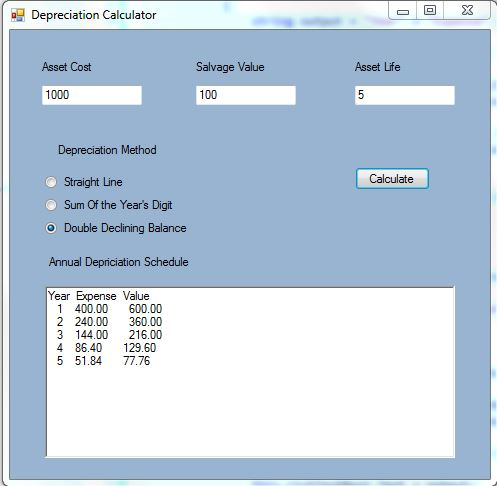 Depreciation Calculator
Asset Cost Salvage Value Asset Life
1000 100 5
Depreciation Method
Straight Line
Calculate
Sum Of the Year's Digit
Double Declining Balance
Annual Depriciation Schedule
Year Expense Value
1 400.00 600.00
2 240.00 360.00
3 144.00 216.00
4 86.40 129.60
5 51.84 77.76